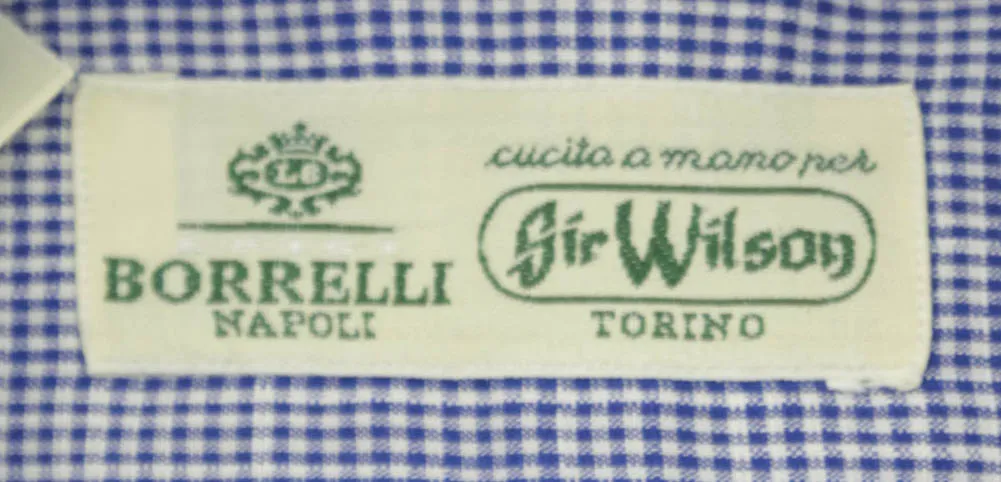 LB
BORRELLI
NAPOLI
cucita a mano per
Sir Wilson
TORINO